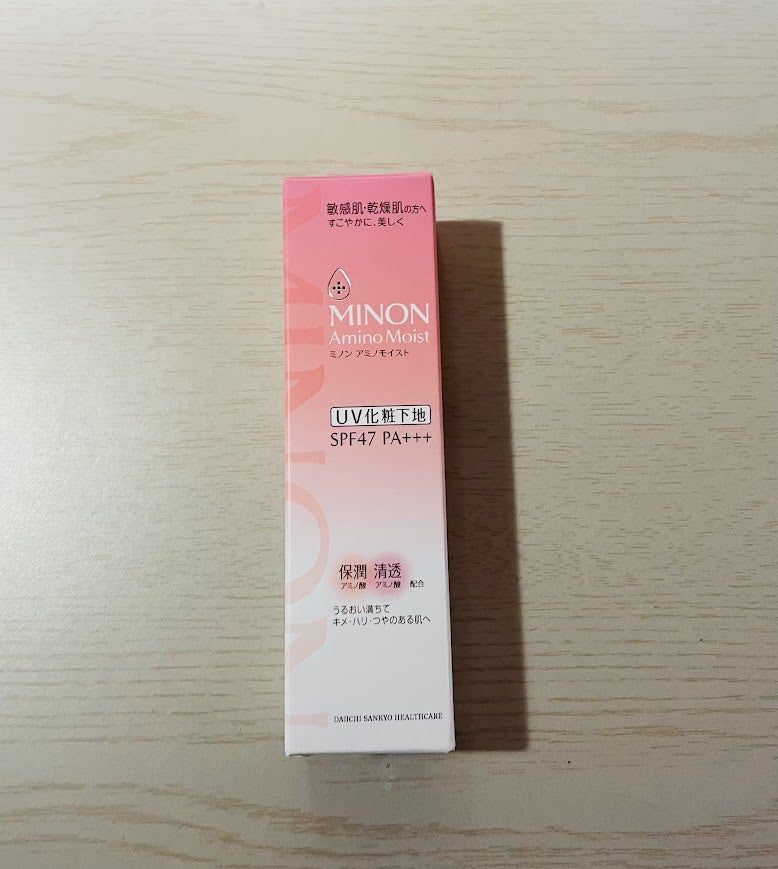 敏感肌・乾燥肌の方へ
すこやかに、美しく
MINON
Amino Moist
ミノン アミノモイスト
UV化粧下地
SPF47 PA+++
保潤 清透
アミノ酸 アミノ酸 配合
うるおい満ちて
キメ・ハリ・つやのある肌へ
DAIICHI SANKYO HEALTHCARE
MINON